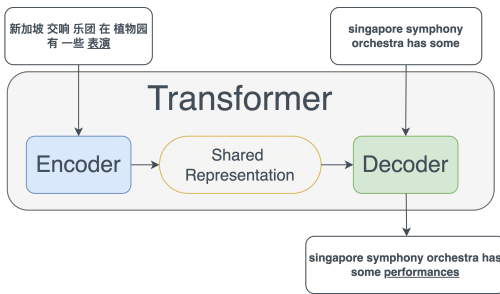 新加坡 交响 乐团 在 植物园
有 一些 表演
singapore symphony
orchestra has some
Transformer
Encoder
Shared
Representation
Decoder
singapore symphony orchestra has
some performances